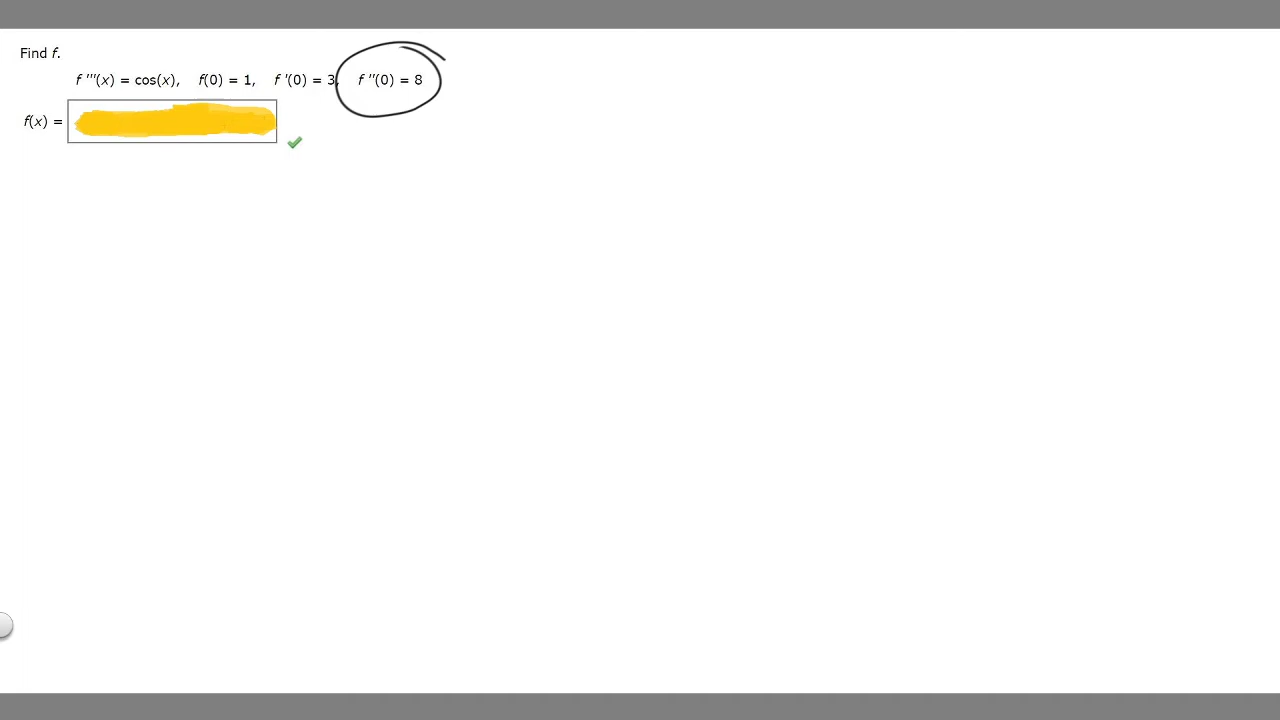 Find f.
f '''(x) = cos(x), f(0) = 1, f '(0) = 3, f ''(0) = 8
f(x) =